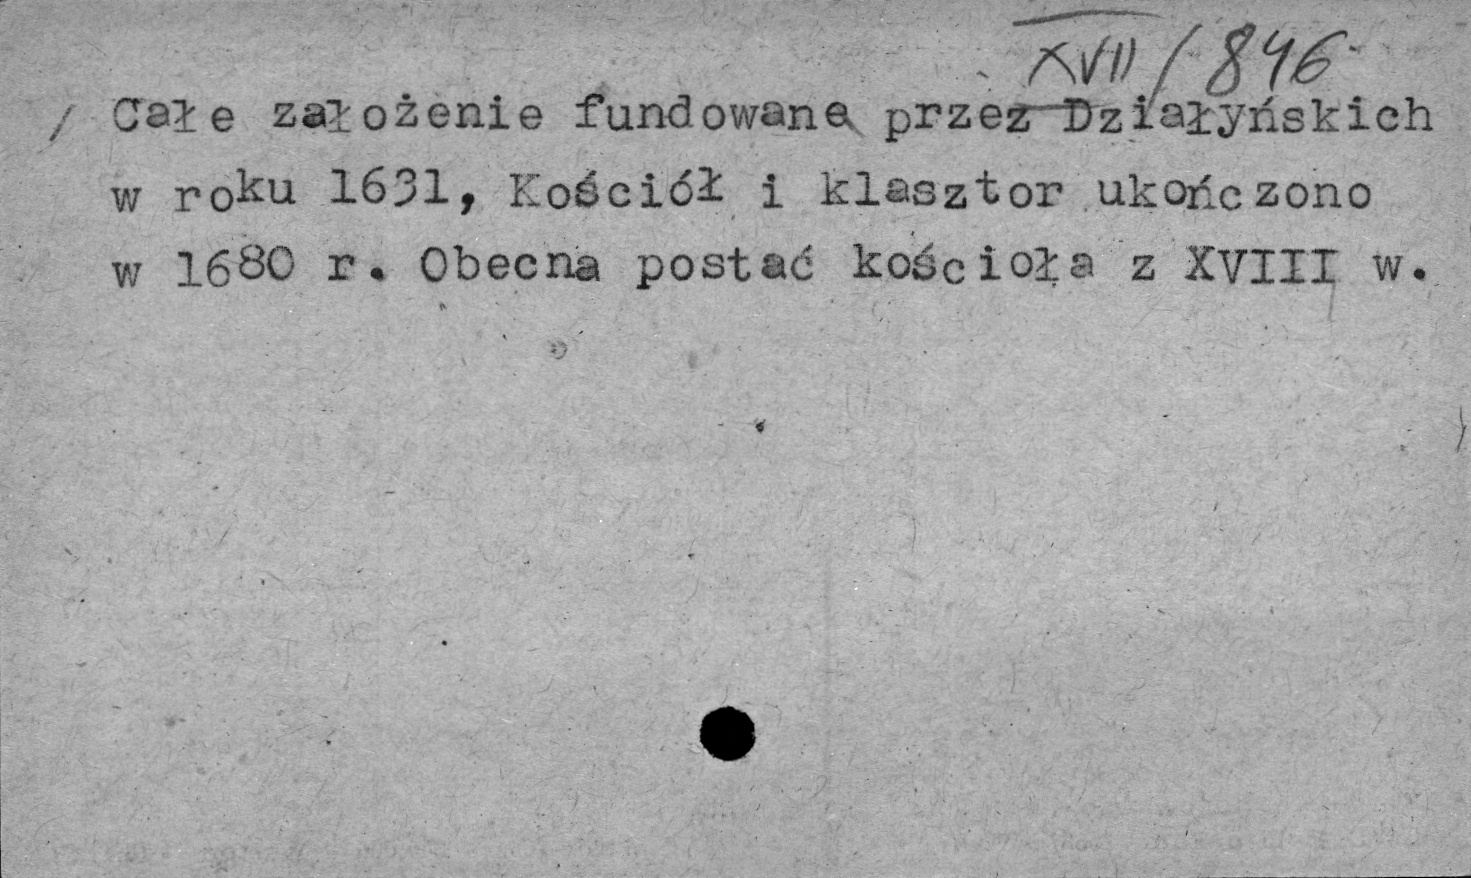 XVII/846
/ Całe założenie fundowane przez Działyńskich
w roku 1631, Kościół i klasztor ukończono
w 1680 r. Obecna postać kościoła z XVIII w.